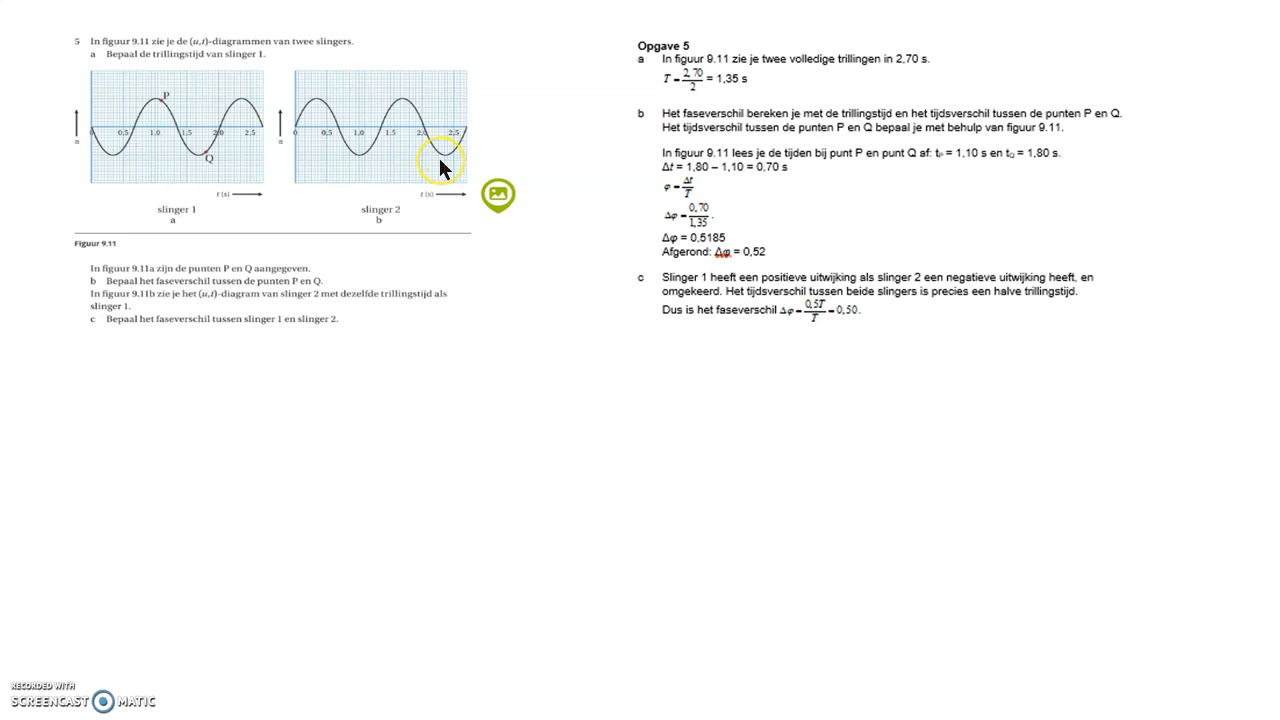 5 In figuur 9.11 zie je de (u,t)-diagrammen van twee slingers.
a Bepaal de trillingstijd van slinger 1.
P
Q
0 0,5 1,0 1,5 2,0 2,5
u
t (s)
slinger 1
a
0 0,5 1,0 1,5 2,0 2,5
u
t (s)
slinger 2
b
Figuur 9.11
In figuur 9.11a zijn de punten P en Q aangegeven.
b Bepaal het faseverschil tussen de punten P en Q.
In figuur 9.11b zie je het (u,t)-diagram van slinger 2 met dezelfde trillingstijd als
slinger 1.
c Bepaal het faseverschil tussen slinger 1 en slinger 2.
Opgave 5
a In figuur 9.11 zie je twee volledige trillingen in 2,70 s.
T = 2,70/2 = 1,35 s
b Het faseverschil bereken je met de trillingstijd en het tijdsverschil tussen de punten P en Q.
Het tijdsverschil tussen de punten P en Q bepaal je met behulp van figuur 9.11.
In figuur 9.11 lees je de tijden bij punt P en punt Q af: tP = 1,10 s en tQ = 1,80 s.
Δt = 1,80 – 1,10 = 0,70 s
φ = Δt/T
Δφ = 0,70/1,35.
Δφ = 0,5185
Afgerond: Δφ = 0,52
c Slinger 1 heeft een positieve uitwijking als slinger 2 een negatieve uitwijking heeft, en
omgekeerd. Het tijdsverschil tussen beide slingers is precies een halve trillingstijd.
Dus is het faseverschil Δφ = 0,5T/T = 0,50.
RECORDED WITH
SCREENCAST MATIC